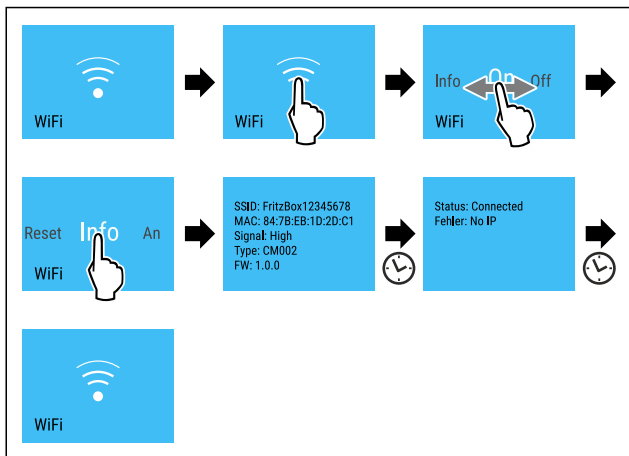 WiFi
WiFi
Info On Off
WiFi
Reset Info An
WiFi
SSID: FritzBox12345678
MAC: 84:7B:EB:1D:2D:C1
Signal: High
Type: CM002
FW: 1.0.0
Status: Connected
Fehler: No IP
WiFi